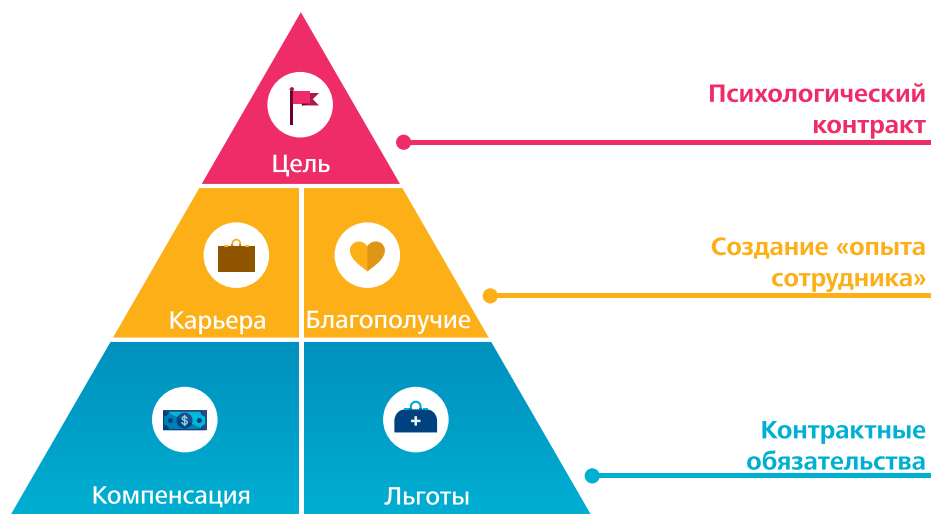 Психологический
контракт
Цель
Создание «опыта
сотрудника»
Карьера
Благополучие
$
Контрактные
обязательства
Компенсация
Льготы